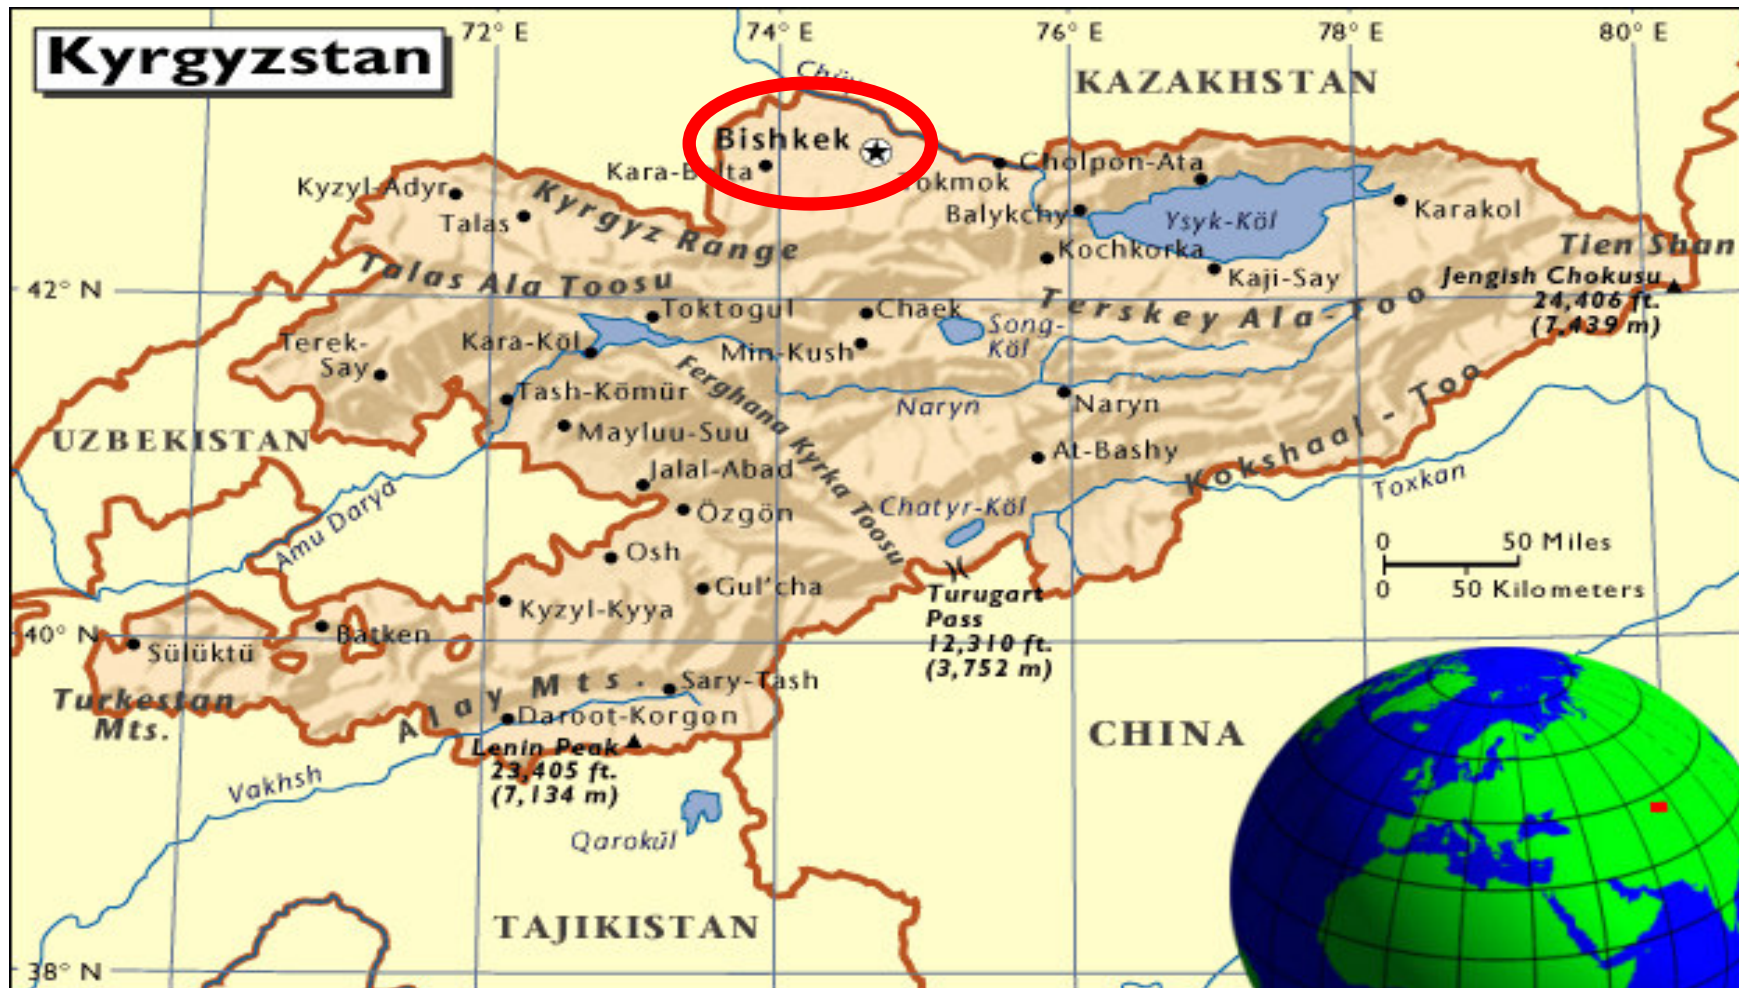 Kyrgyzstan
72° E
74° E
76° E
78° E
80° E
KAZAKHSTAN
Bishkek
Kara-Balta
Tokmok
Cholpon-Ata
Kyzyl-Adyr
Talas
Kyrgyz Range
Balykchy
Ysyk-Köl
Karakol
Kochkorka
Kaji-Say
Tien Shan
Jengish Chokusu
24,406 ft.
(7,439 m)
42° N
Talas Ala Toosu
Toktogul
Chaek
Song-
Köl
Terskey Ala-Too
Terek-
Say
Kara-Köl
Min-Kush
Tash-Kömür
Ferghana Kyrka Toosu
Naryn
Naryn
UZBEKISTAN
Mayluu-Suu
At-Bashy
Kokshaal-Too
Jalal-Abad
Toxkan
Amu Darya
Özgön
Chatyr-Köl
Osh
Gul'cha
Turugart
Pass
12,310 ft.
(3,752 m)
0
50 Miles
0
50 Kilometers
Kyzyl-Kyya
40° N
Batken
Sülüktü
Turkestan
Mts.
Alay Mts.
Sary-Tash
Daroot-Korgon
Lenin Peak
23,405 ft.
(7,134 m)
CHINA
Vakhsh
Qarokül
TAJIKISTAN
38° N